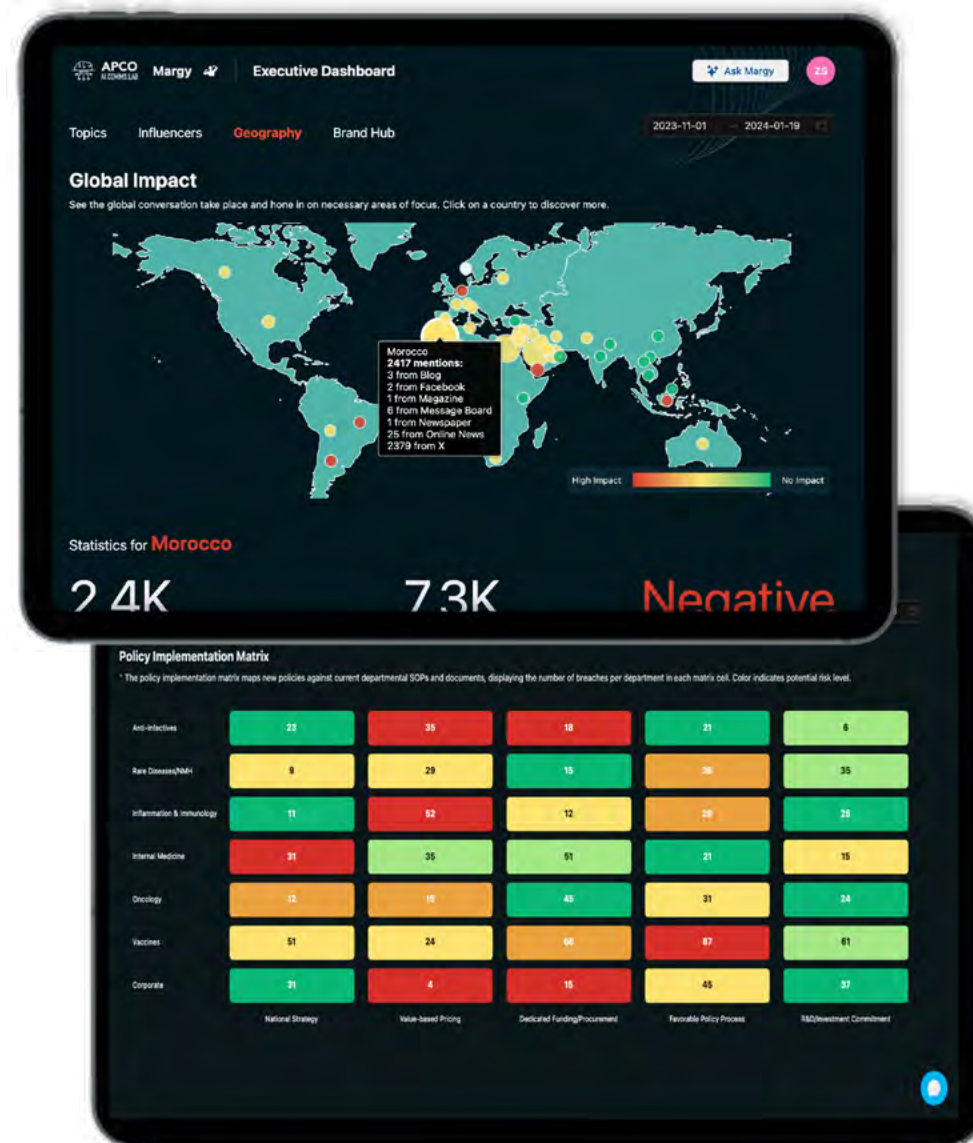 APCO
AI COMMS LAB
Margy
Executive Dashboard
Ask Margy
ZS
Topics Influencers Geography Brand Hub
2023-11-01 → 2024-01-19
Global Impact
See the global conversation take place and hone in on necessary areas of focus. Click on a country to discover more.
Morocco
2417 mentions:
3 from Blog
2 from Facebook
1 from Magazine
6 from Message Board
1 from Newspaper
25 from Online News
2379 from X
High Impact No Impact
Statistics for Morocco
2.4K 7.3K Negative
Policy Implementation Matrix
* The policy implementation matrix maps new policies against current departmental SOPs and documents, displaying the number of breaches per department in each matrix cell. Color indicates potential risk level.
Anti-infectives 23 35 18 21 6
Rare Diseases/NMH 9 29 15 35
Inflammation & Immunology 11 52 12 28
Internal Medicine 31 35 51 21 15
Oncology 45 31 24
Vaccines 51 24 87 61
Corporate 31 4 15 45 37
National Strategy Value-based Pricing Dedicated Funding/Procurement Favorable Policy Process R&D/Investment Commitment